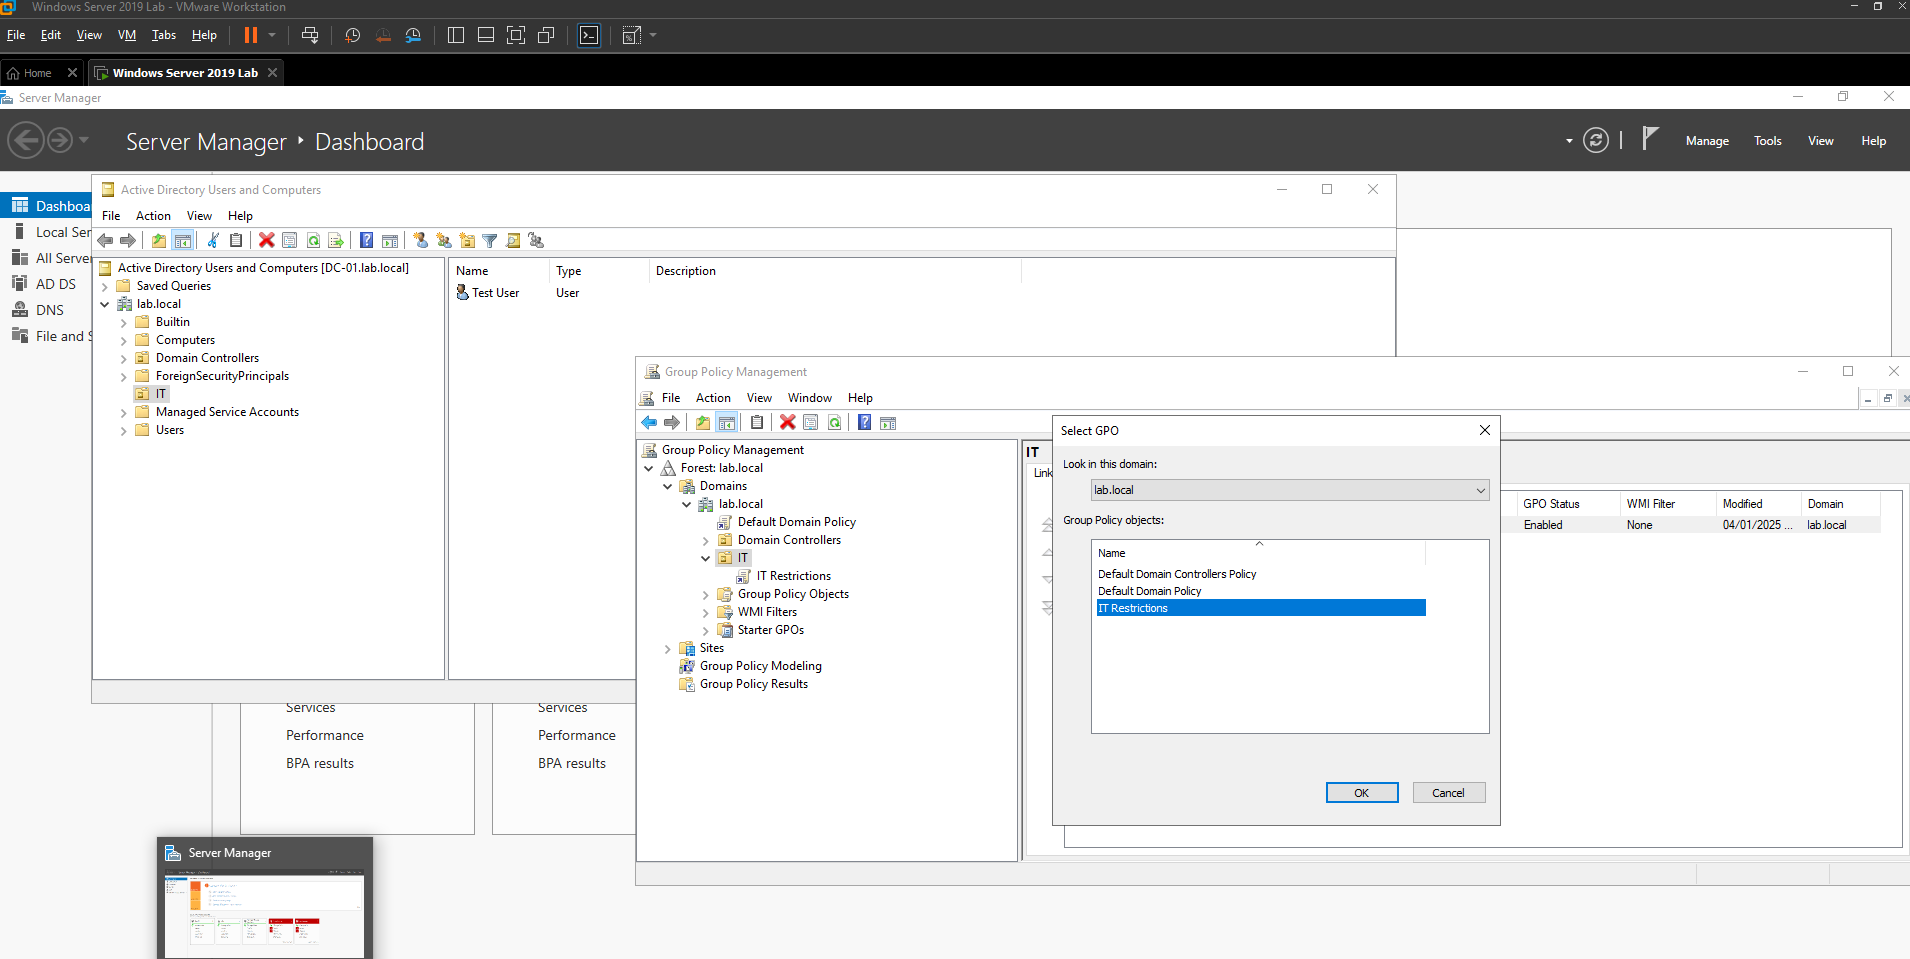 Windows Server 2019 Lab - VMware Workstation
File Edit View VM Tabs Help
Home
Windows Server 2019 Lab
Server Manager
Server Manager Dashboard
Manage Tools View Help
Dashboa
Local Ser
All Server
AD DS
DNS
File and S
Active Directory Users and Computers
File Action View Help
Active Directory Users and Computers [DC-01.lab.local]
Saved Queries
lab.local
Builtin
Computers
Domain Controllers
ForeignSecurityPrincipals
IT
Managed Service Accounts
Users
Name Type Description
Test User User
Services
Performance
BPA results
Services
Performance
BPA results
Group Policy Management
File Action View Window Help
Group Policy Management
Forest: lab.local
Domains
lab.local
Default Domain Policy
Domain Controllers
IT
IT Restrictions
Group Policy Objects
WMI Filters
Starter GPOs
Sites
Group Policy Modeling
Group Policy Results
IT
Link
GPO Status WMI Filter Modified Domain
Enabled None 04/01/2025 ... lab.local
Select GPO
Look in this domain:
lab.local
Group Policy objects:
Name
Default Domain Controllers Policy
Default Domain Policy
IT Restrictions
OK Cancel
Server Manager